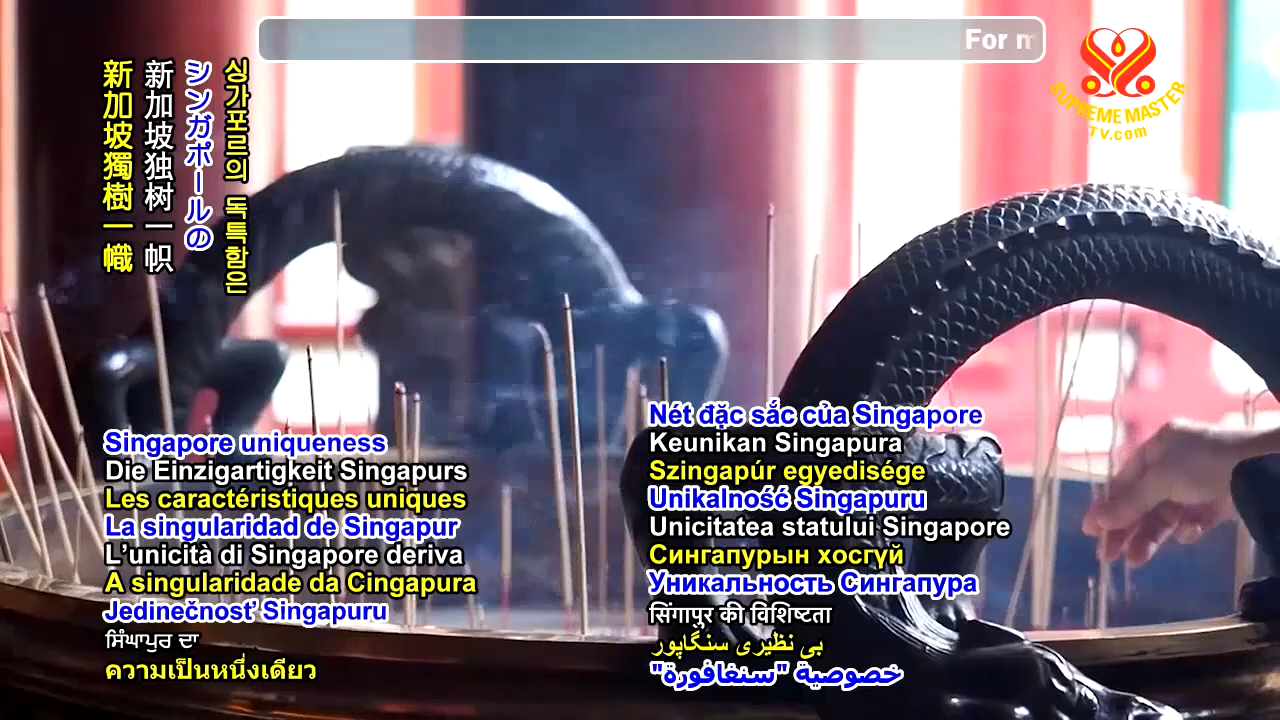 For m
SUPREME MASTER
TV.com
新加坡獨樹一幟
新加坡独树一帜
シンガポールの
싱가포르의 독특함은
Singapore uniqueness
Die Einzigartigkeit Singapurs
Les caractéristiques uniques
La singularidad de Singapur
L’unicità di Singapore deriva
A singularidade da Cingapura
Jedinečnosť Singapuru
ਸਿੰਘਾਪੁਰ ਦਾ
ความเป็นหนึ่งเดียว
Nét đặc sắc của Singapore
Keunikan Singapura
Szingapúr egyedisége
Unikalność Singapuru
Unicitatea statului Singapore
Сингапурын хосгүй
Уникальность Сингапура
सिंगापुर की विशिष्टता
بی نظیری سنگاپور
خصوصية "سنغافورة"